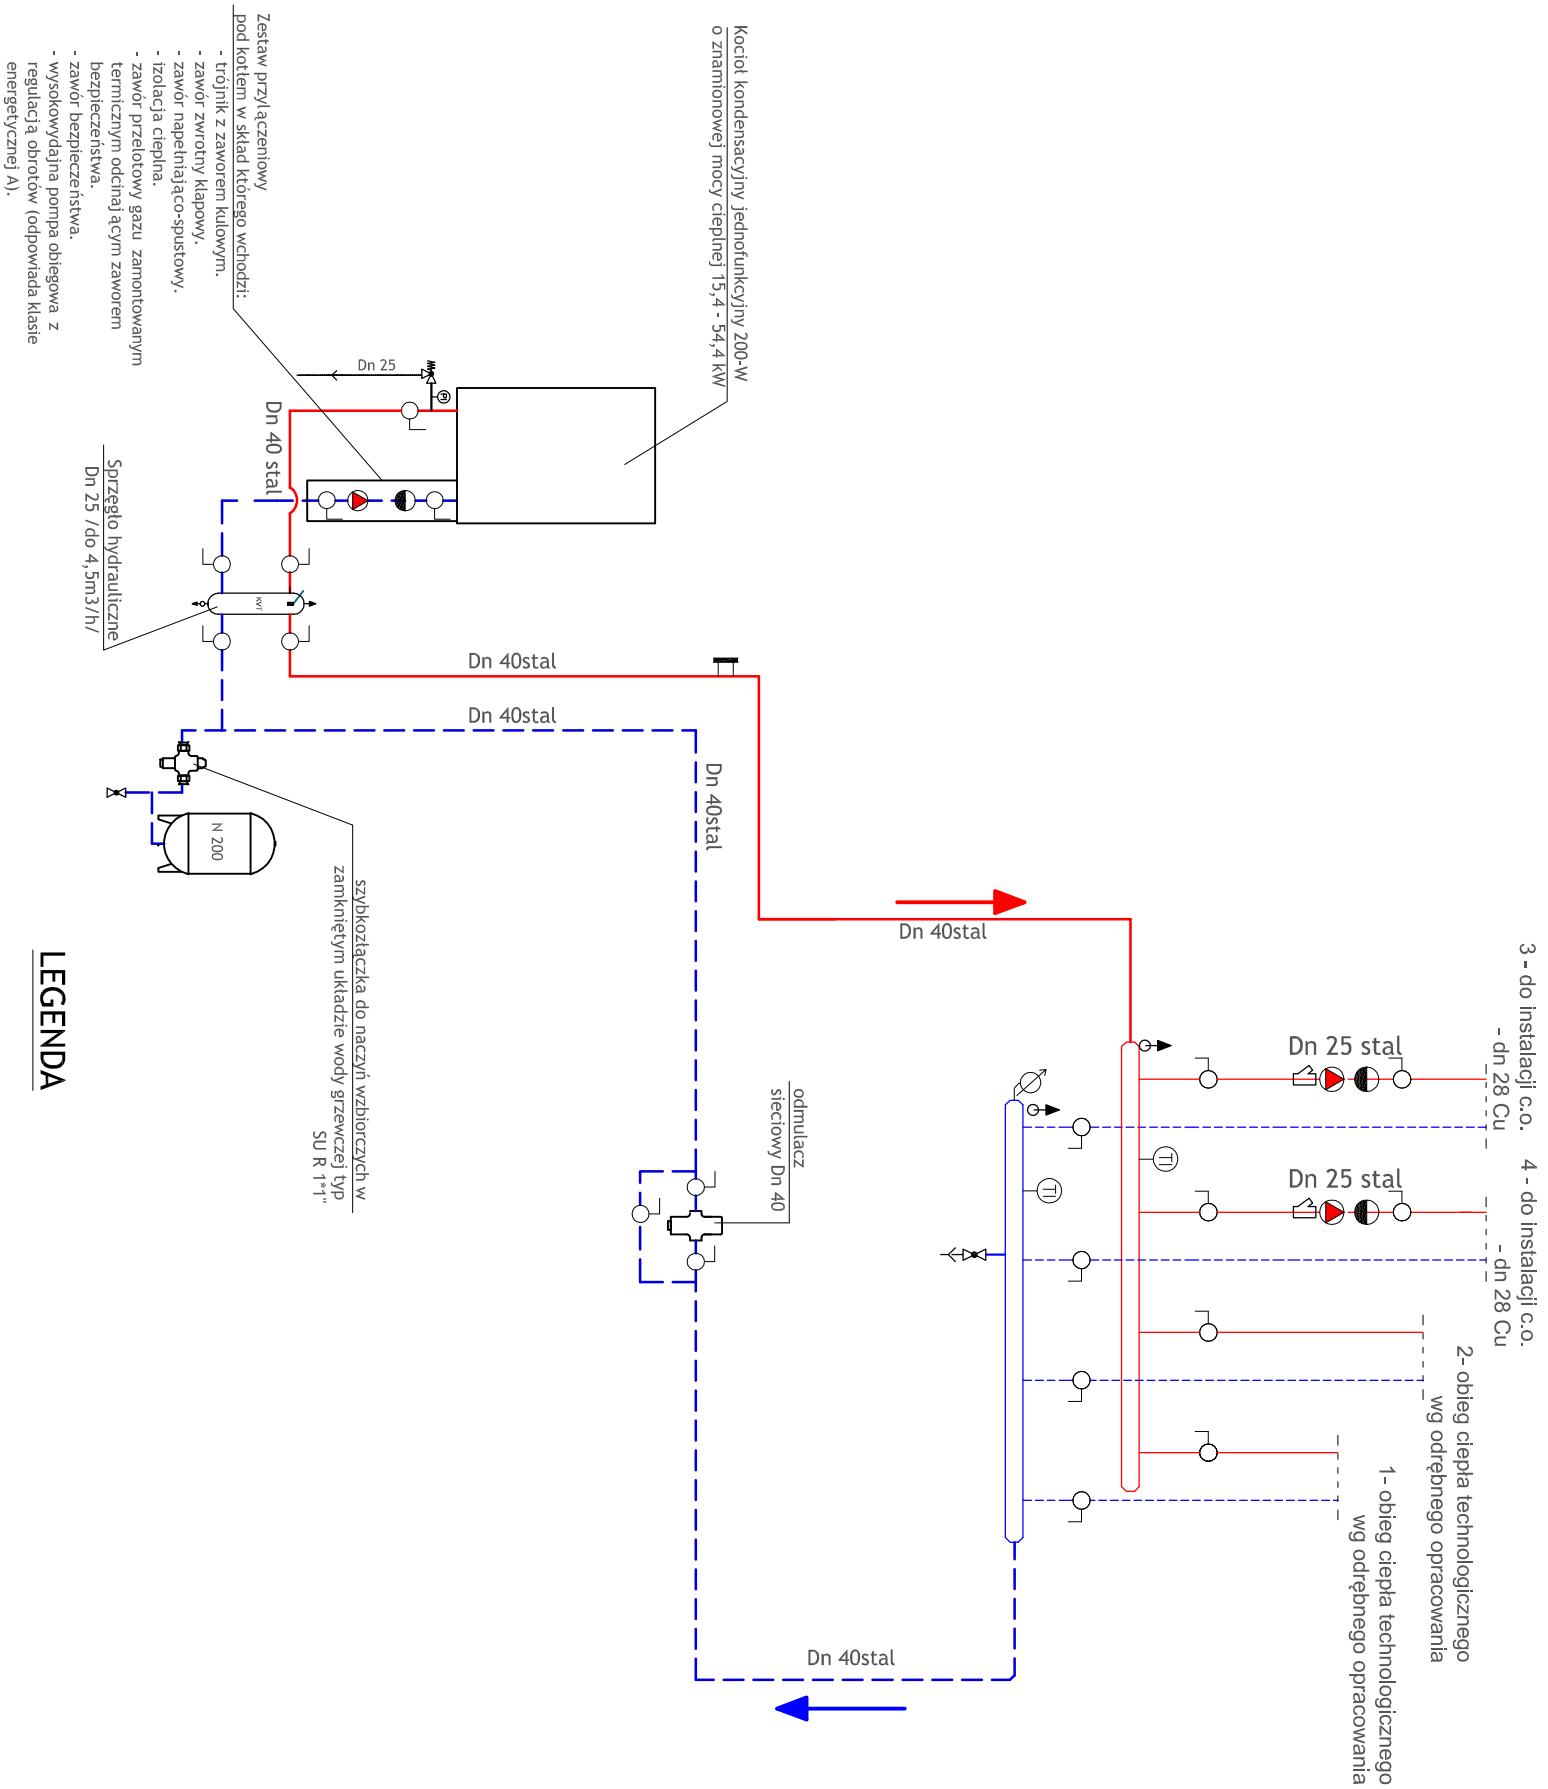 Kocioł kondensacyjny jednofunkcyjny 200-W
o znamionowej mocy cieplnej 15,4 - 54,4 kW
Zestaw przyłączeniowy
pod kotłem w skład którego wchodzi:
- trójnik z zaworem kulowym.
- zawór zwrotny klapowy.
- zawór napełniająco-spustowy.
- izolacja cieplna.
- zawór przelotowy gazu zamontowanym
termicznym odcinającym zaworem
bezpieczeństwa.
- zawór bezpieczeństwa.
- wysokowydajna pompa obiegowa z
regulacją obrotów (odpowiada klasie
energetycznej A).
Dn 25
PI
Dn 40 stal
Sprzęgło hydrauliczne
Dn 25 /do 4,5m3/h/
KVT
Dn 40stal
Dn 40stal
Dn 40stal
N 200
szybkozłączka do naczyń wzbiorczych w
zamkniętym układzie wody grzewczej typ
SU R 1*1"
Dn 40stal
odmulacz
sieciowy Dn 40
3 - do instalacji c.o.
- dn 28 Cu
Dn 25 stal
4 - do instalacji c.o.
- dn 28 Cu
Dn 25 stal
TI
TI
2- obieg ciepła technologicznego
wg odrębnego opracowania
1- obieg ciepła technologicznego
wg odrębnego opracowania
Dn 40stal
LEGENDA